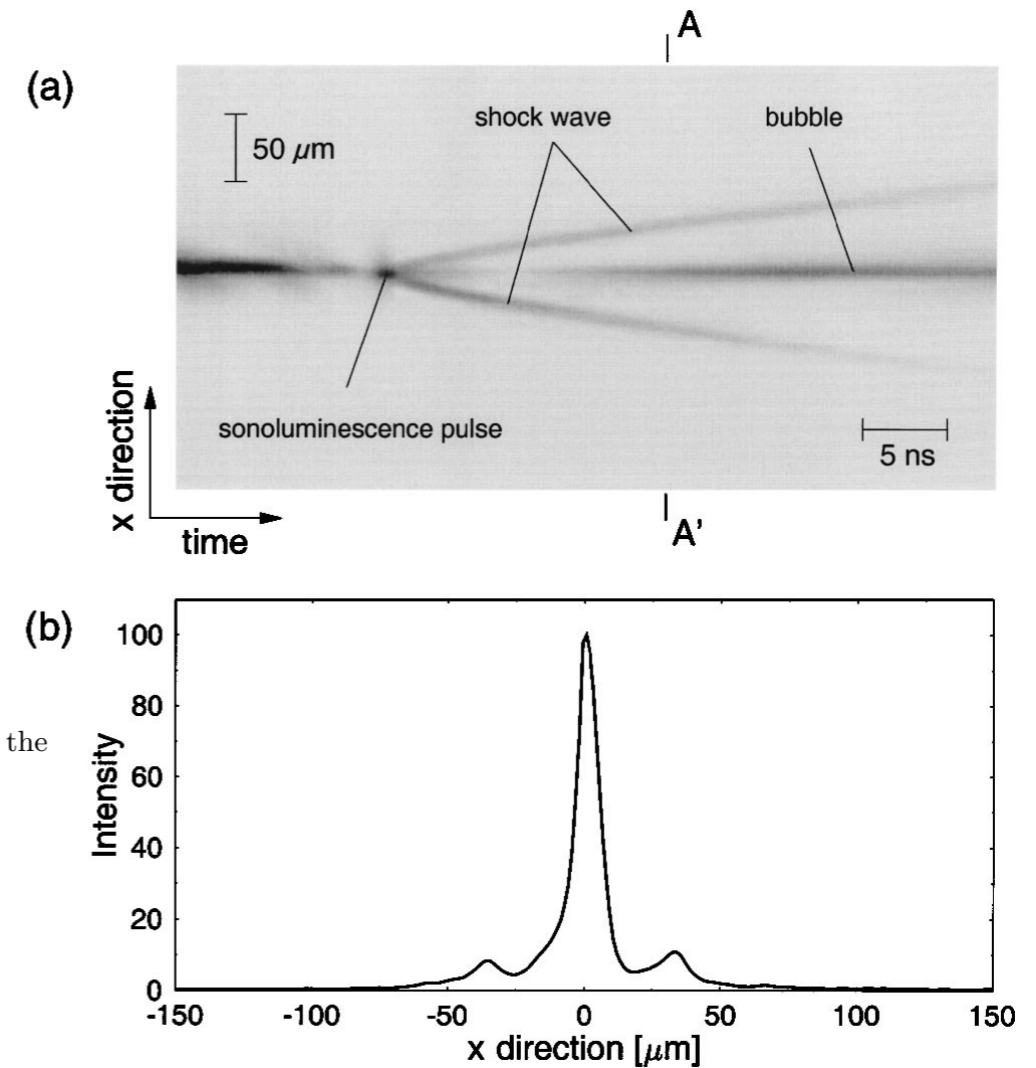 A
(a)
shock wave
bubble
50 μm
sonoluminescence pulse
5 ns
x direction
time
A'
(b)
the
Intensity
100
80
60
40
20
0
-150 -100 -50 0 50 100 150
x direction [μm]